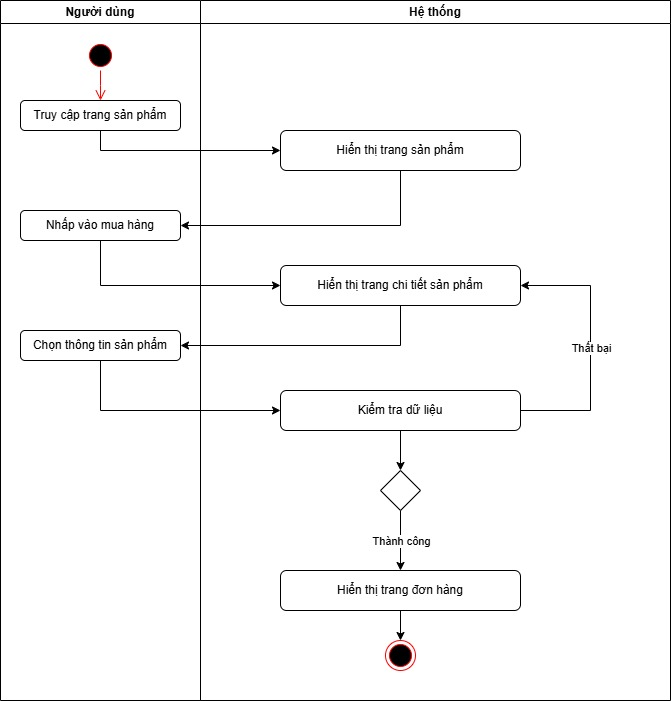 Người dùng
Hệ thống
Truy cập trang sản phẩm
Hiển thị trang sản phẩm
Nhấp vào mua hàng
Hiển thị trang chi tiết sản phẩm
Chọn thông tin sản phẩm
Thất bại
Kiểm tra dữ liệu
Thành công
Hiển thị trang đơn hàng